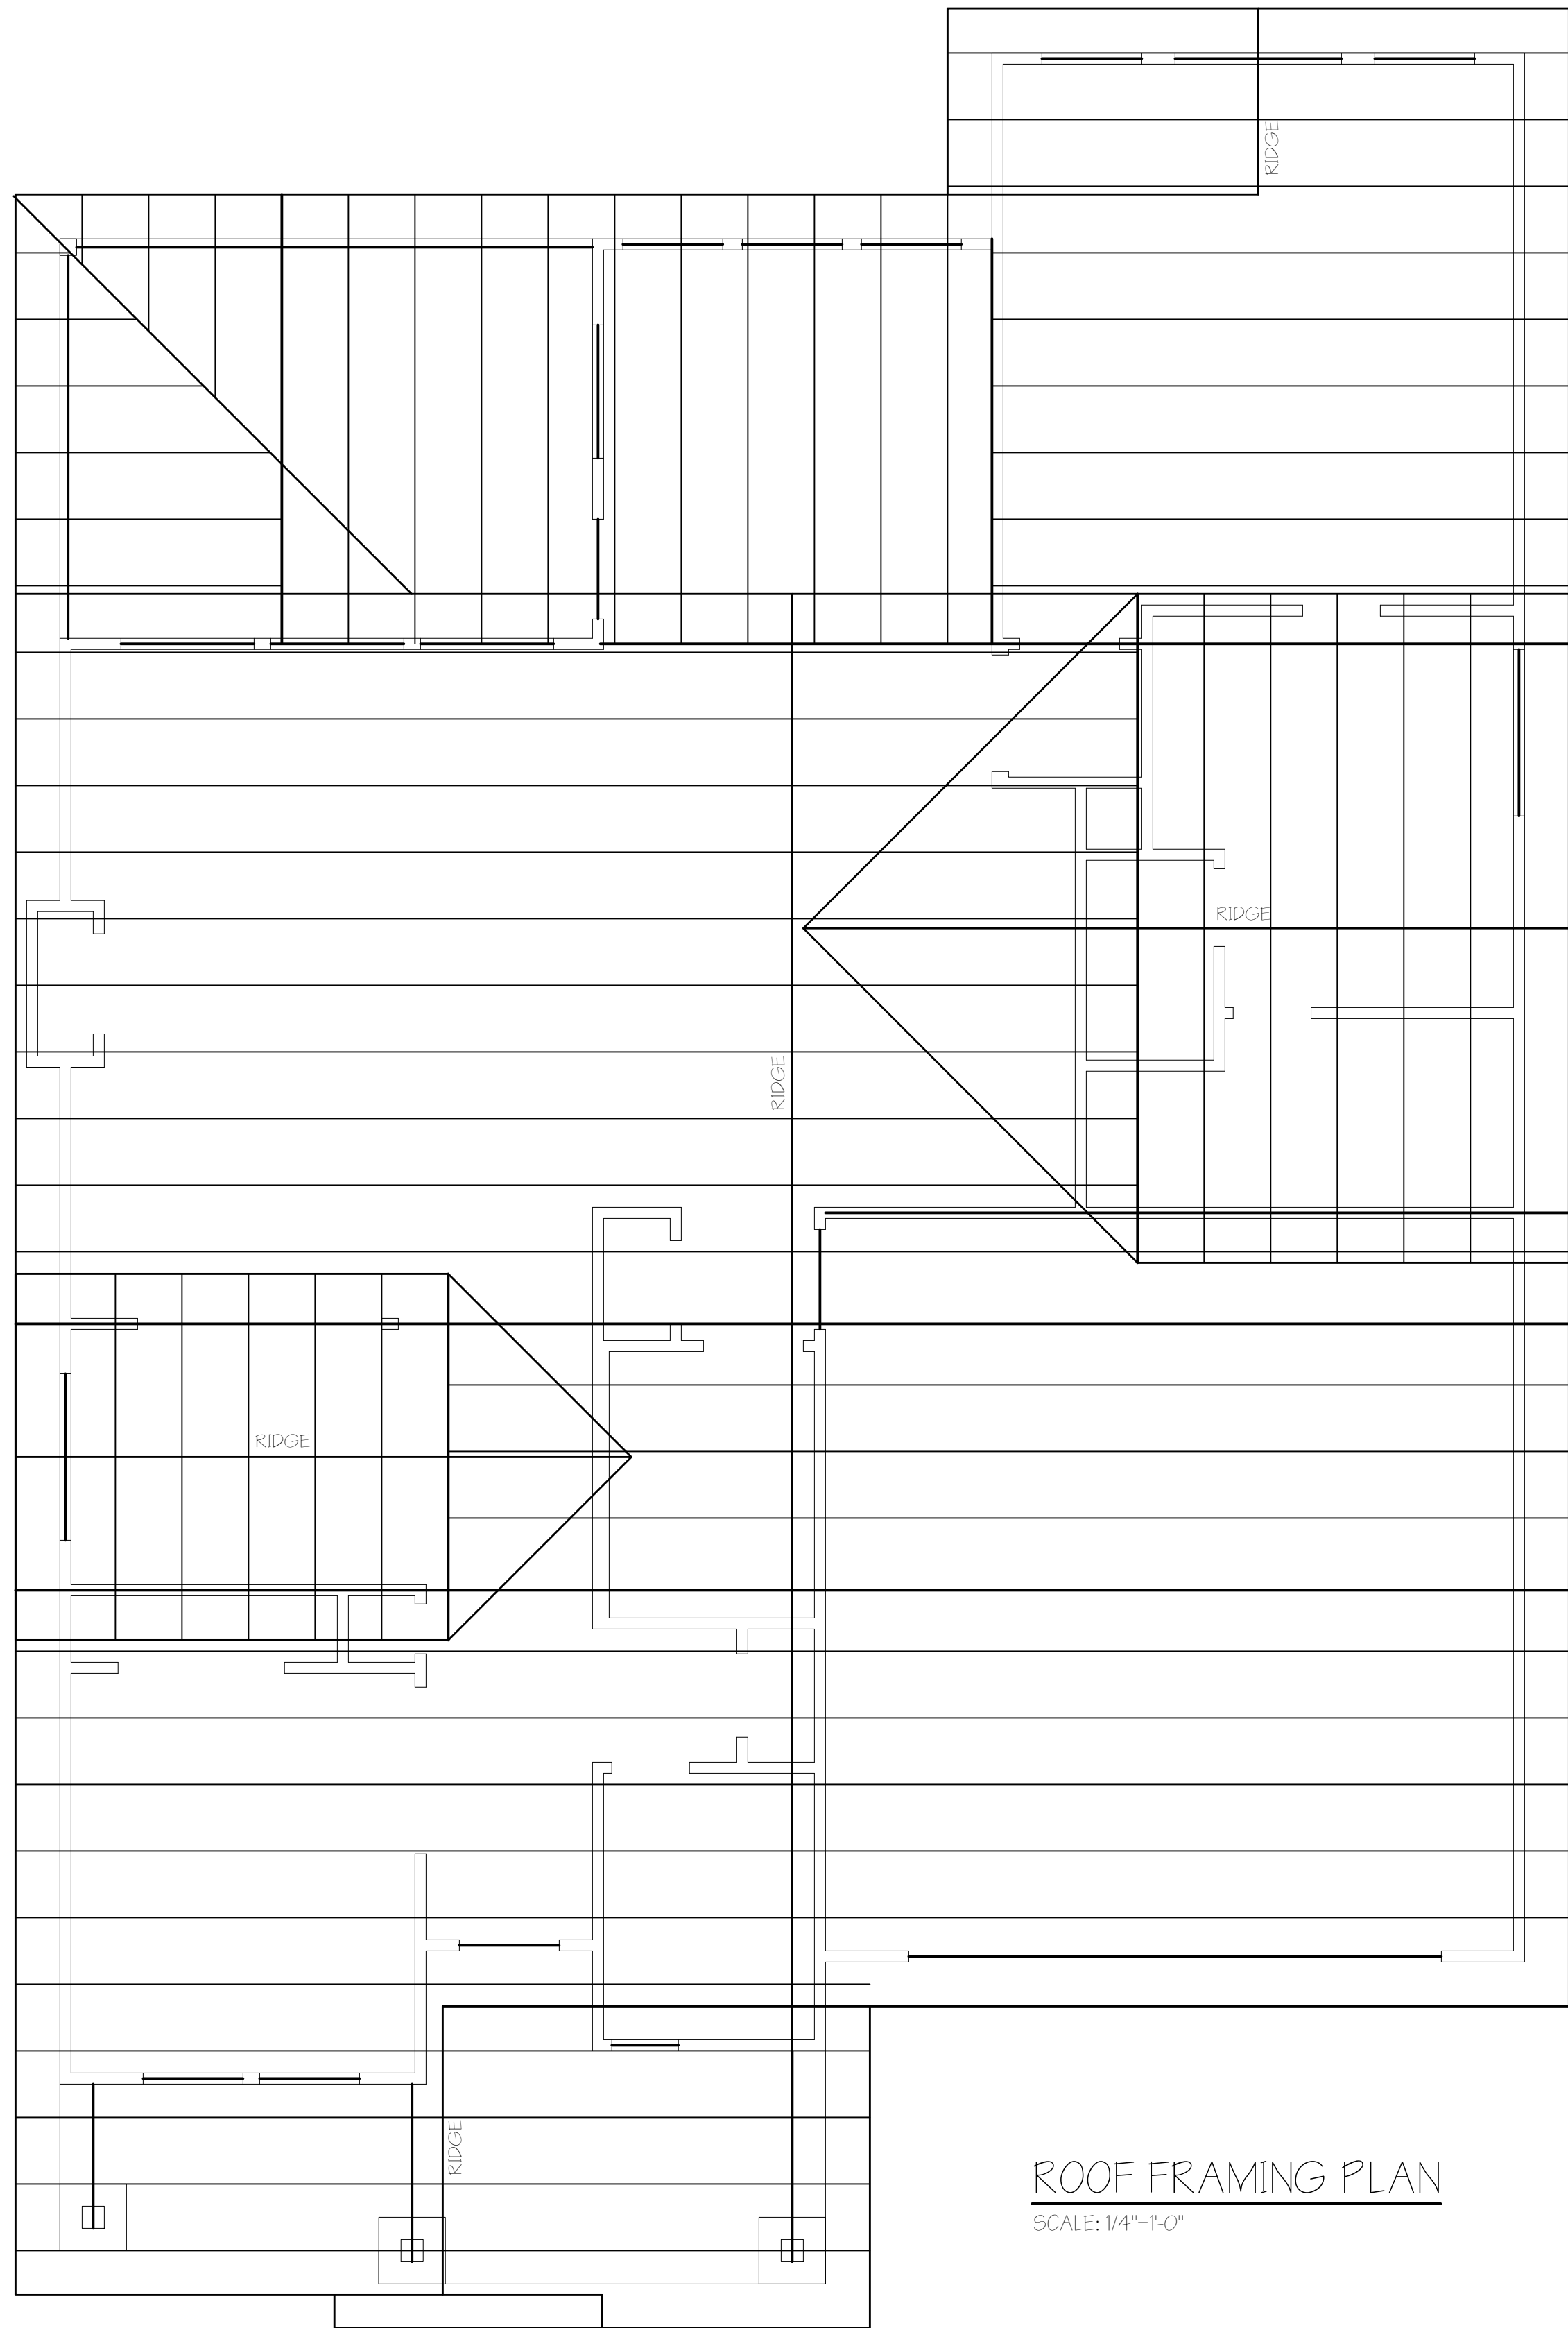 RIDGE
RIDGE
RIDGE
RIDGE
RIDGE
ROOF FRAMING PLAN
SCALE: 1/4"=1'-0"